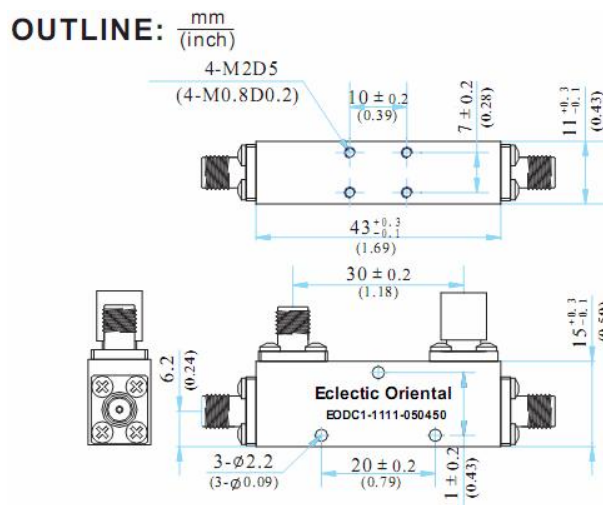 OUTLINE: mm
(inch)
4-M2D5
(4-M0.8D0.2)
10 ± 0.2
(0.39)
7 ± 0.2
(0.28)
11 +0.3 -0.1
(0.43)
43 +0.3 -0.1
(1.69)
30 ± 0.2
(1.18)
6.2
(0.24)
15 +0.3 -0.1
(0.59)
Eclectic Oriental
EODC1-1111-050450
3-ø2.2
(3-ø0.09)
20 ± 0.2
(0.79)
1 ± 0.2
(0.43)